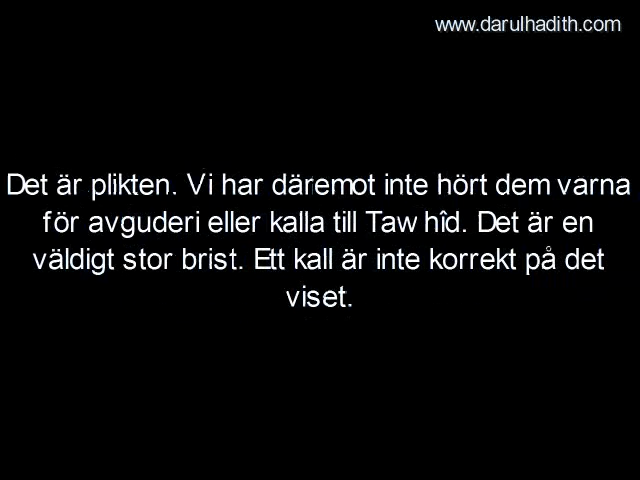 www.darulhadith.com
Det är plikten. Vi har däremot inte hört dem varna
för avguderi eller kalla till Tawhîd. Det är en
väldigt stor brist. Ett kall är inte korrekt på det
viset.